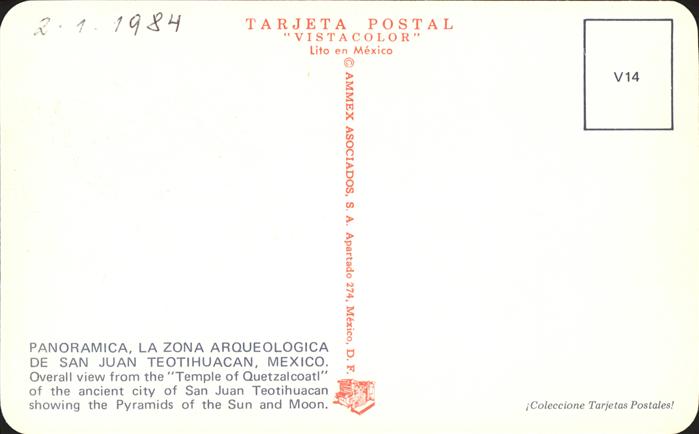 2.1.1984
TARJETA POSTAL
"VISTACOLOR"
Lito en México
© AMMEX ASOCIADOS, S. A. Apartado 274, México, D. F.
V14
PANORAMICA, LA ZONA ARQUEOLOGICA
DE SAN JUAN TEOTIHUACAN, MEXICO.
Overall view from the "Temple of Quetzalcoatl"
of the ancient city of San Juan Teotihuacan
showing the Pyramids of the Sun and Moon.
¡Coleccione Tarjetas Postales!